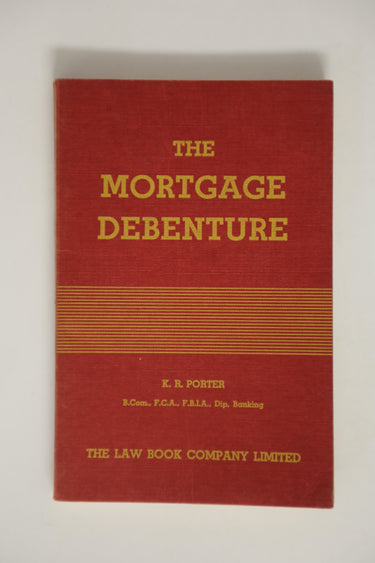 THE
MORTGAGE
DEBENTURE
K. R. PORTER
B.Com., F.C.A., F.B.I.A., Dip. Banking
THE LAW BOOK COMPANY LIMITED